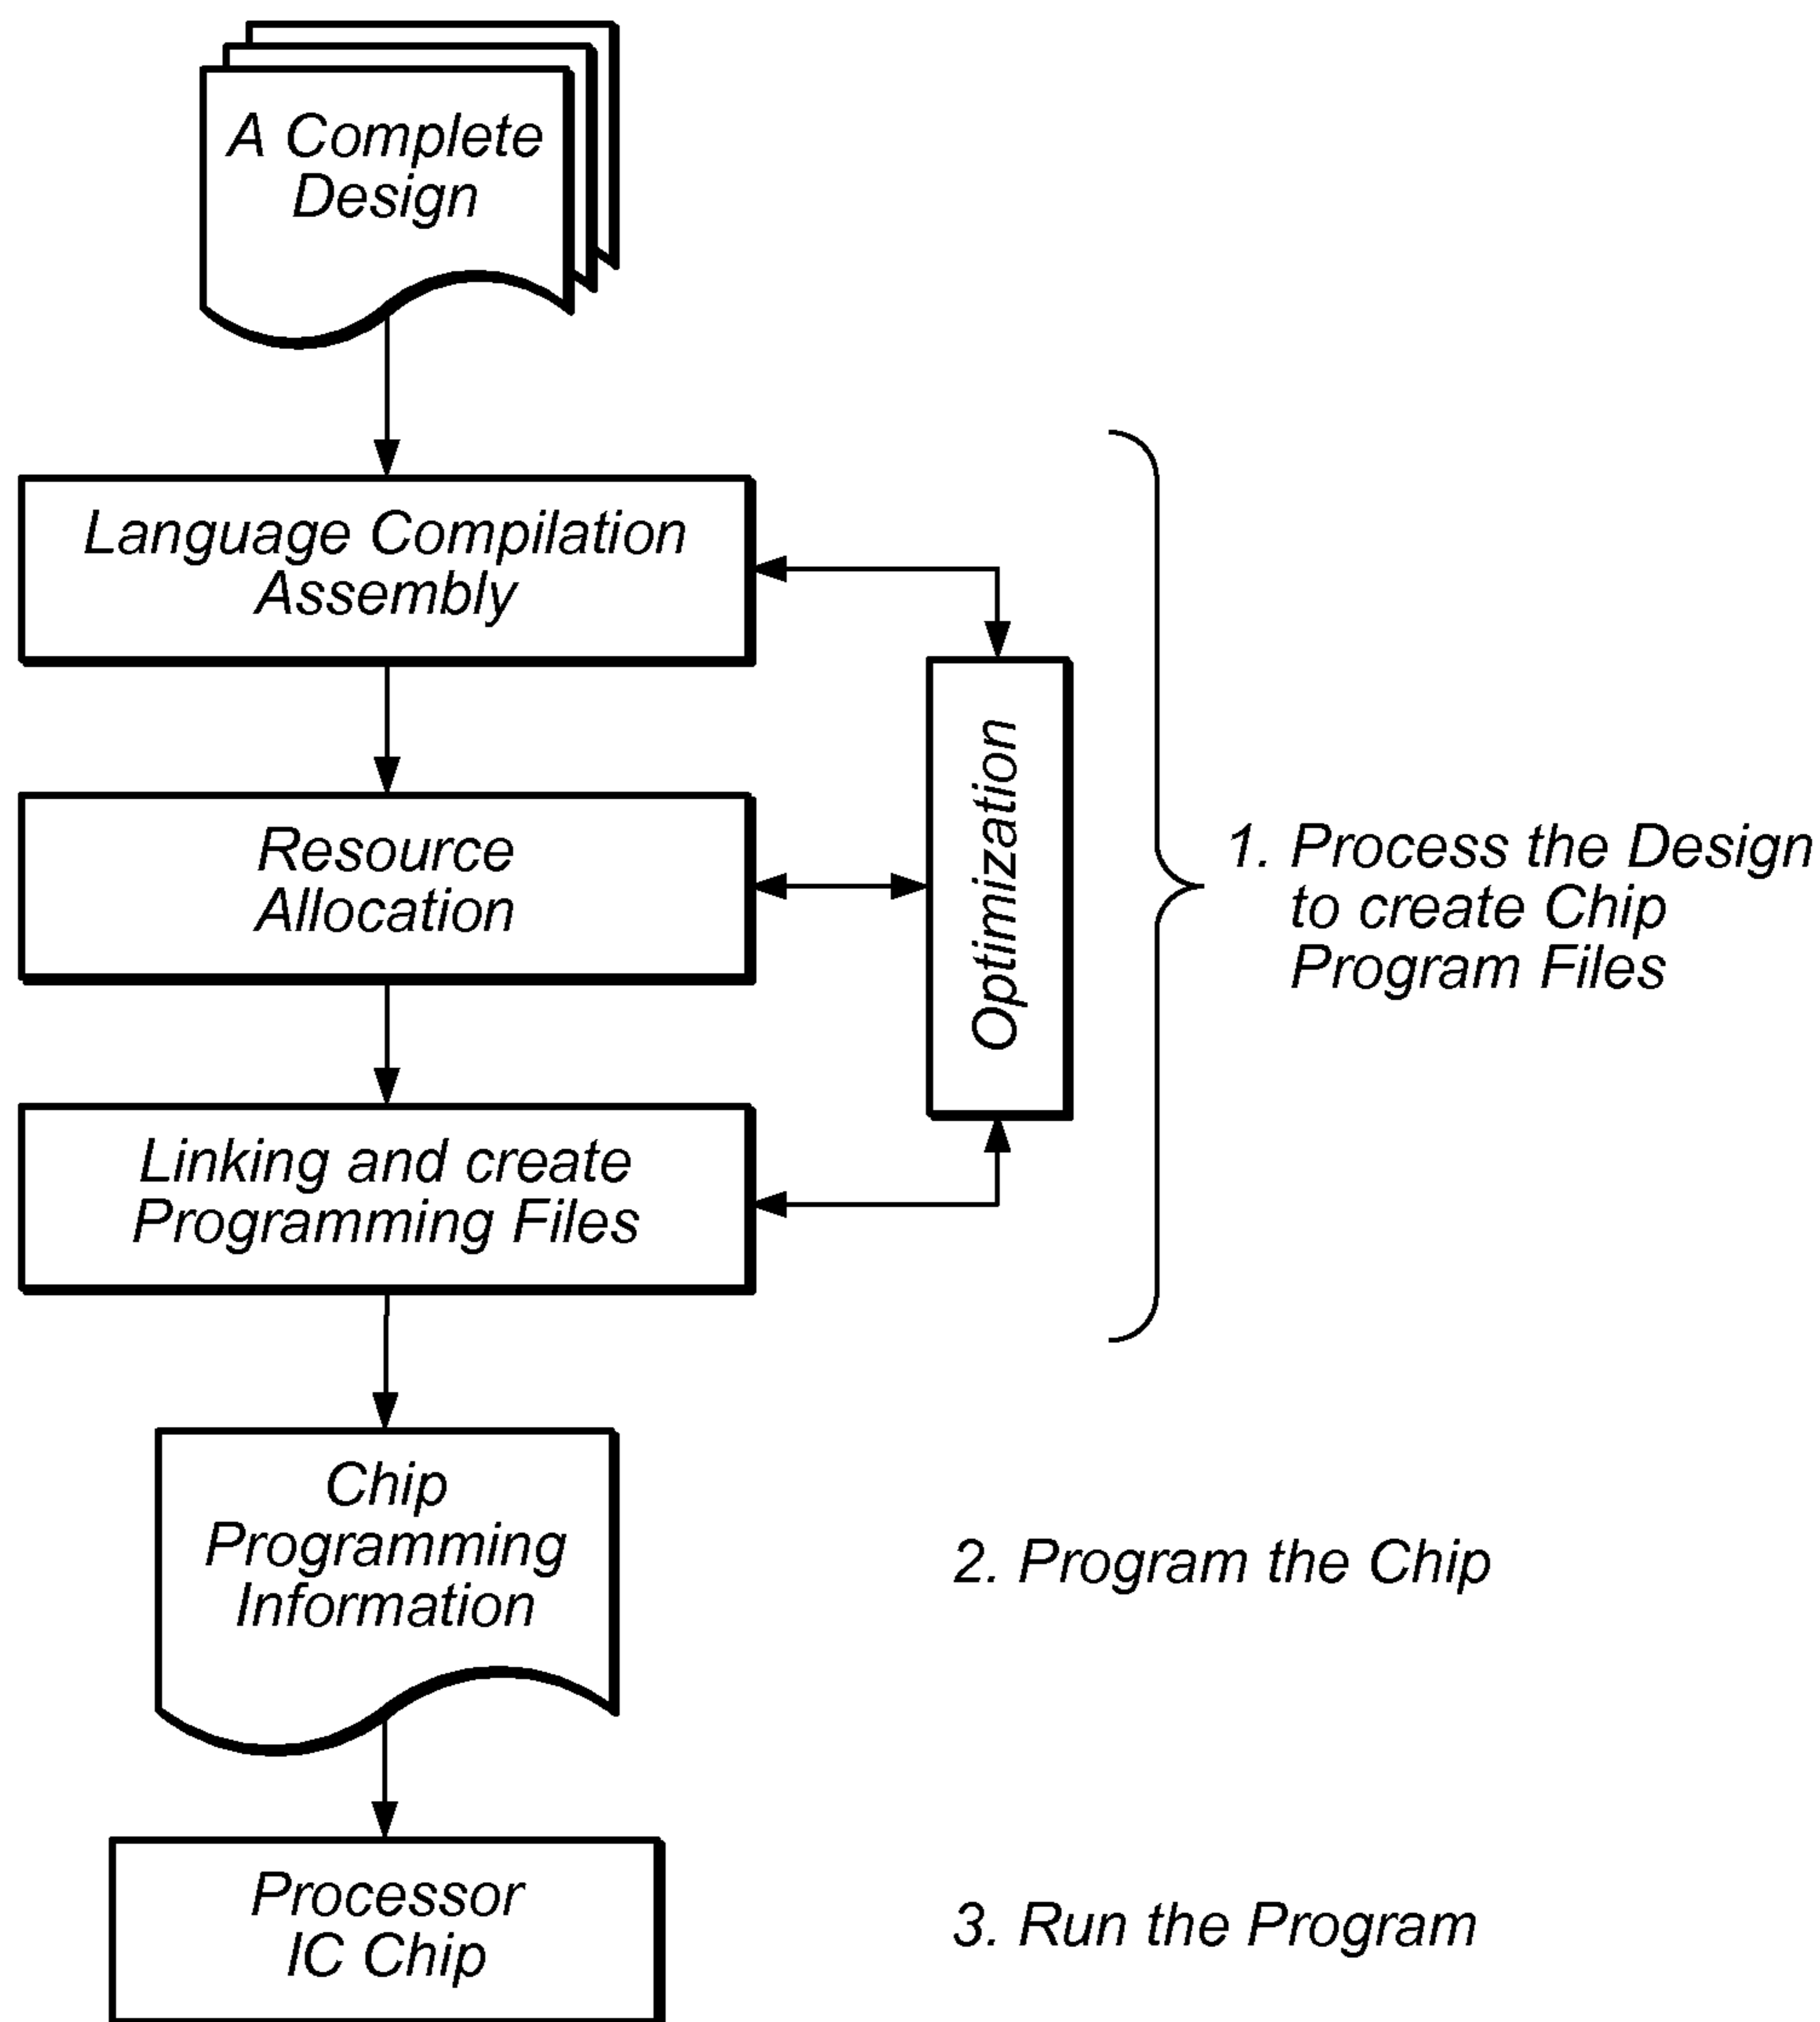 A Complete
Design
Language Compilation
Assembly
Optimization
Resource
Allocation
1. Process the Design
to create Chip
Program Files
Linking and create
Programming Files
Chip
Programming
Information
2. Program the Chip
Processor
IC Chip
3. Run the Program